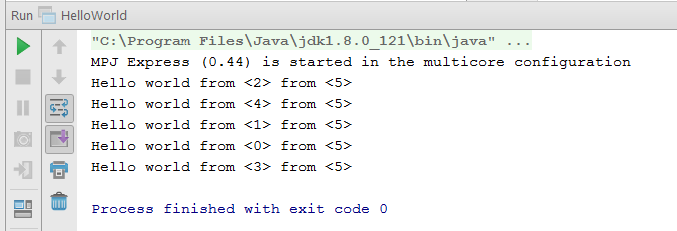 Run HelloWorld
"C:\Program Files\Java\jdk1.8.0_121\bin\java" ...
MPJ Express (0.44) is started in the multicore configuration
Hello world from <2> from <5>
Hello world from <4> from <5>
Hello world from <1> from <5>
Hello world from <0> from <5>
Hello world from <3> from <5>
Process finished with exit code 0